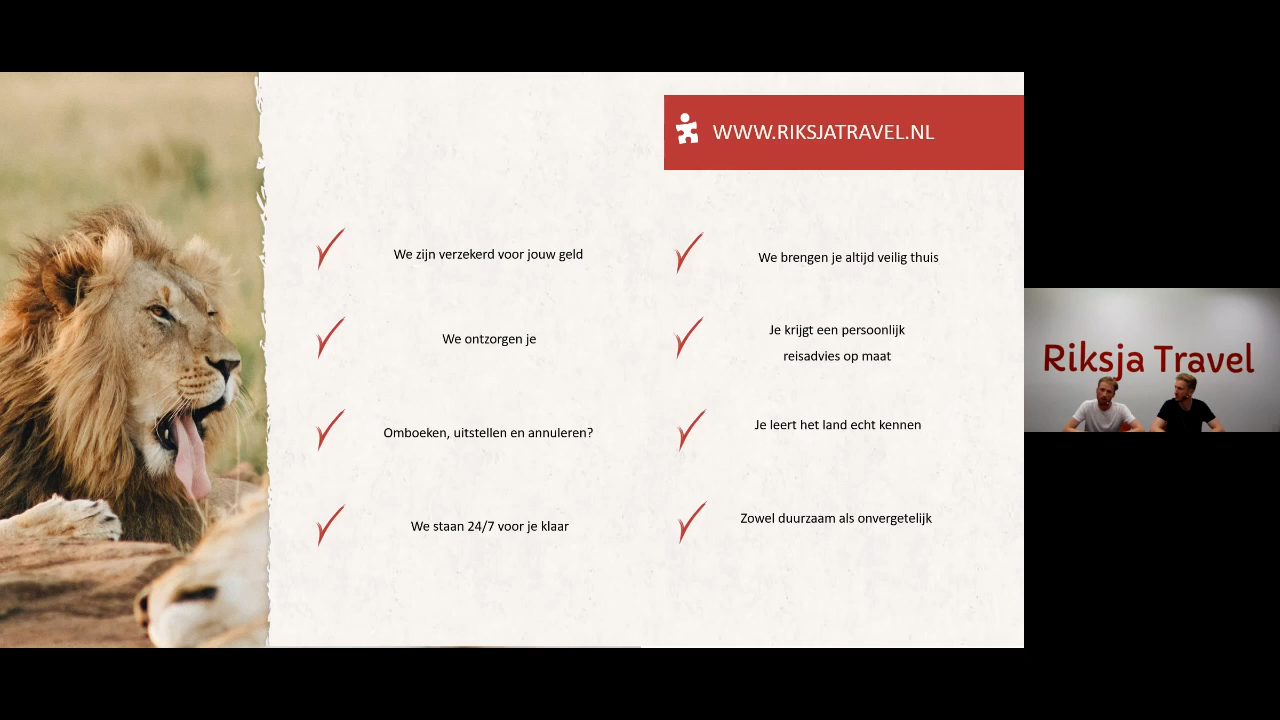 WWW.RIKSJATRAVEL.NL
We zijn verzekerd voor jouw geld
We ontzorgen je
Omboeken, uitstellen en annuleren?
We staan 24/7 voor je klaar
We brengen je altijd veilig thuis
Je krijgt een persoonlijk
reisadvies op maat
Je leert het land echt kennen
Zowel duurzaam als onvergetelijk
Riksja Travel